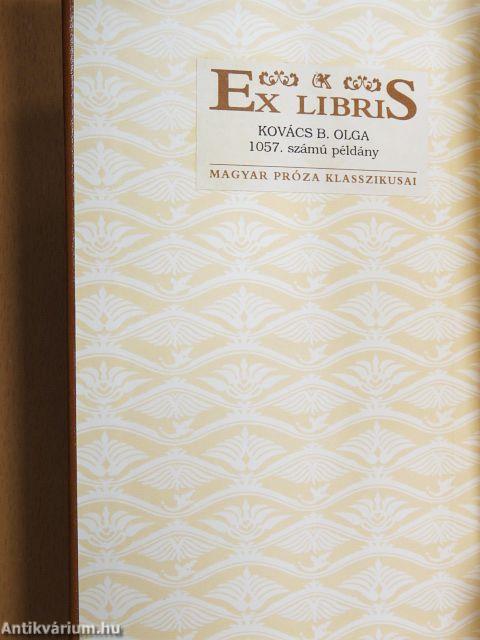 K
EX LIBRIS
KOVÁCS B. OLGA
1057. számú példány
MAGYAR PRÓZA KLASSZIKUSAI
Antikvárium.hu